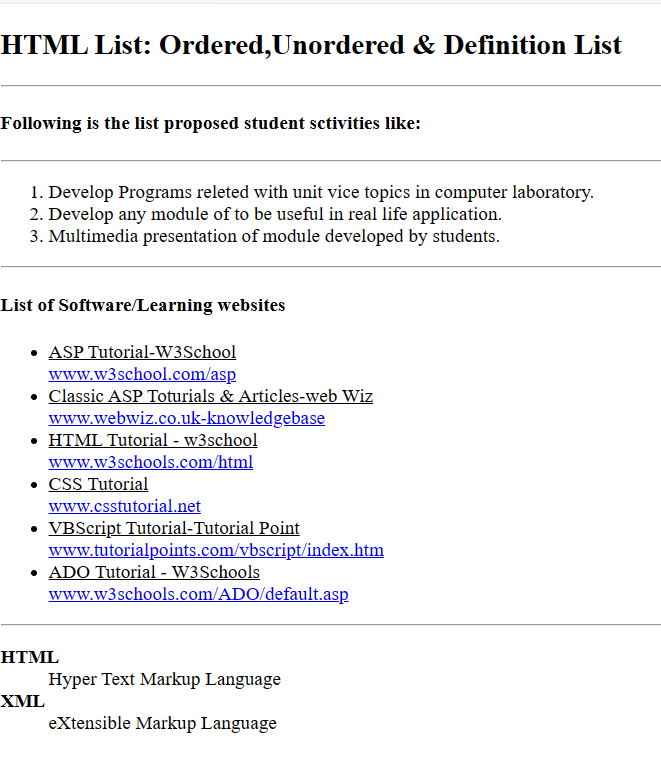 HTML List: Ordered,Unordered & Definition List
Following is the list proposed student sctivities like:
1. Develop Programs releted with unit vice topics in computer laboratory.
2. Develop any module of to be useful in real life application.
3. Multimedia presentation of module developed by students.
List of Software/Learning websites
• ASP Tutorial-W3School
www.w3school.com/asp
• Classic ASP Toturials & Articles-web Wiz
www.webwiz.co.uk-knowledgebase
• HTML Tutorial - w3school
www.w3schools.com/html
• CSS Tutorial
www.csstutorial.net
• VBScript Tutorial-Tutorial Point
www.tutorialpoints.com/vbscript/index.htm
• ADO Tutorial - W3Schools
www.w3schools.com/ADO/default.asp
HTML
Hyper Text Markup Language
XML
eXtensible Markup Language